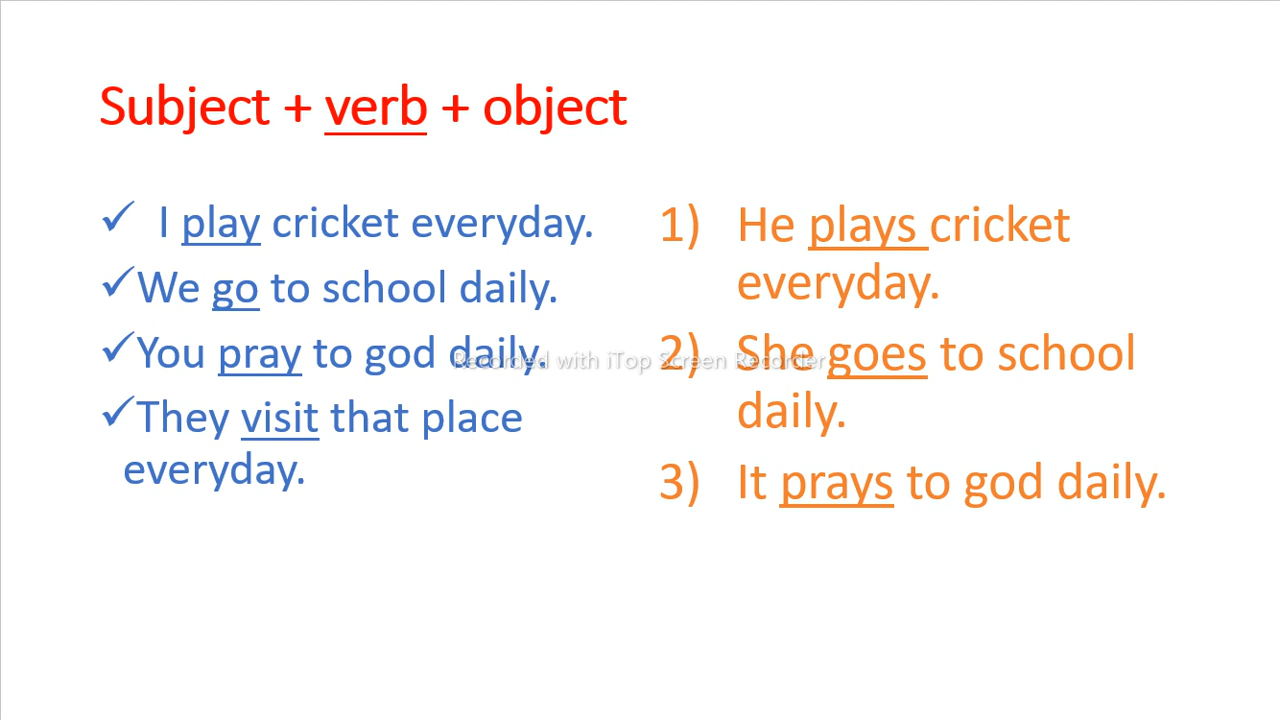 Subject + verb + object
✓ I play cricket everyday.
✓We go to school daily.
✓You pray to god daily.
✓They visit that place
everyday.
1) He plays cricket
everyday.
2) She goes to school
daily.
3) It prays to god daily.
Recorded with iTop Screen Recorder